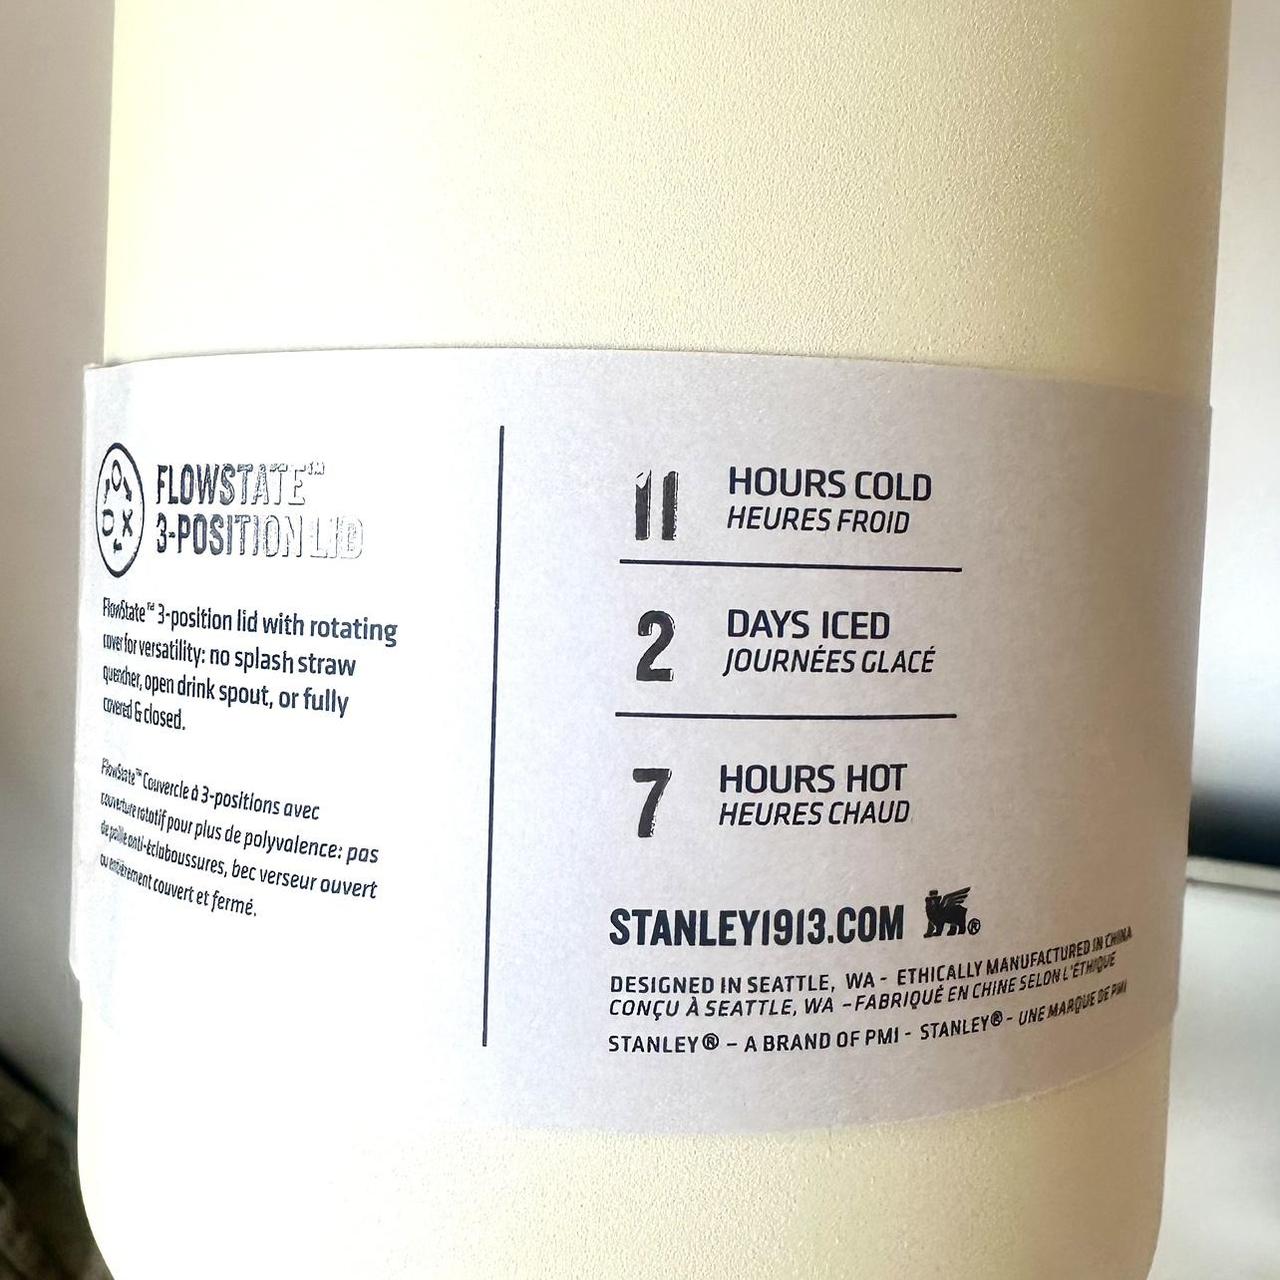 FLOWSTATE™
3-POSITION LID
FlowState™ 3-position lid with rotating
cover for versatility: no splash straw
quencher, open drink spout, or fully
covered & closed.
FlowState™ Couvercle à 3-positions avec
couverture rotatif pour plus de polyvalence: pas
de paille anti-éclaboussures, bec verseur ouvert
ou entièrement couvert et fermé.
11 HOURS COLD
HEURES FROID
2 DAYS ICED
JOURNÉES GLACÉ
7 HOURS HOT
HEURES CHAUD
STANLEY1913.COM ®
DESIGNED IN SEATTLE, WA - ETHICALLY MANUFACTURED IN CHINA
CONÇU À SEATTLE, WA – FABRIQUÉ EN CHINE SELON L'ÉTHIQUE
STANLEY® – A BRAND OF PMI - STANLEY® - UNE MARQUE DE PMI